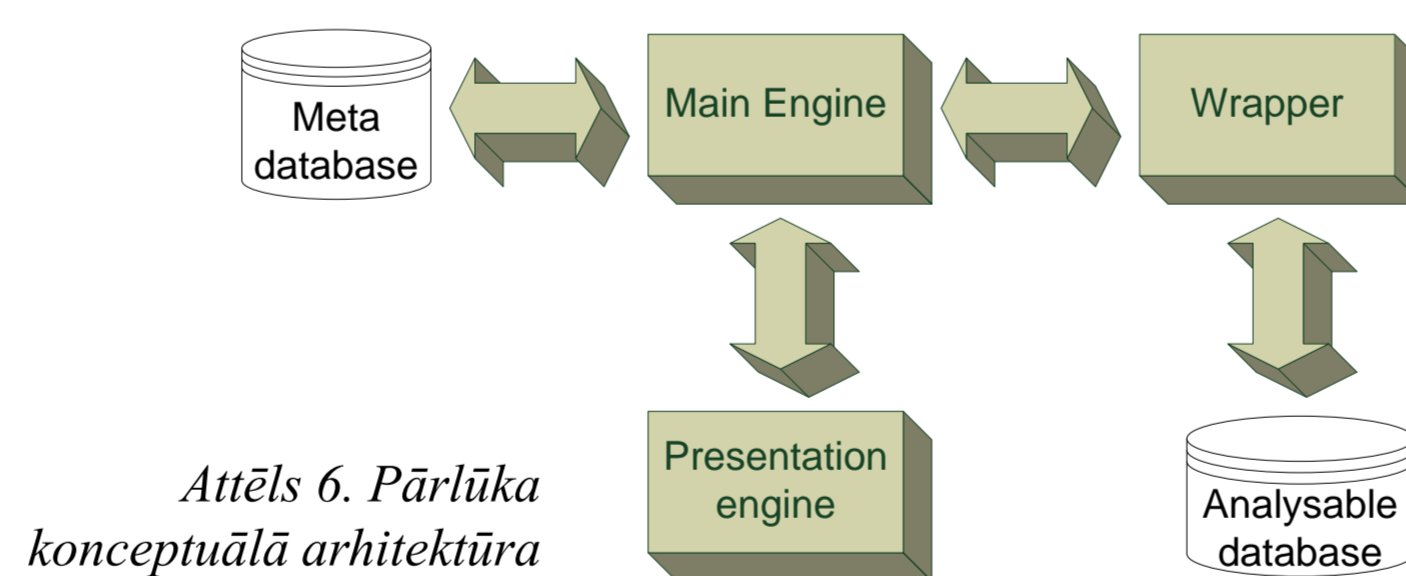 Meta
database
Main Engine
Wrapper
Presentation
engine
Analysable
database
Attēls 6. Pārlūka
konceptuālā arhitektūra